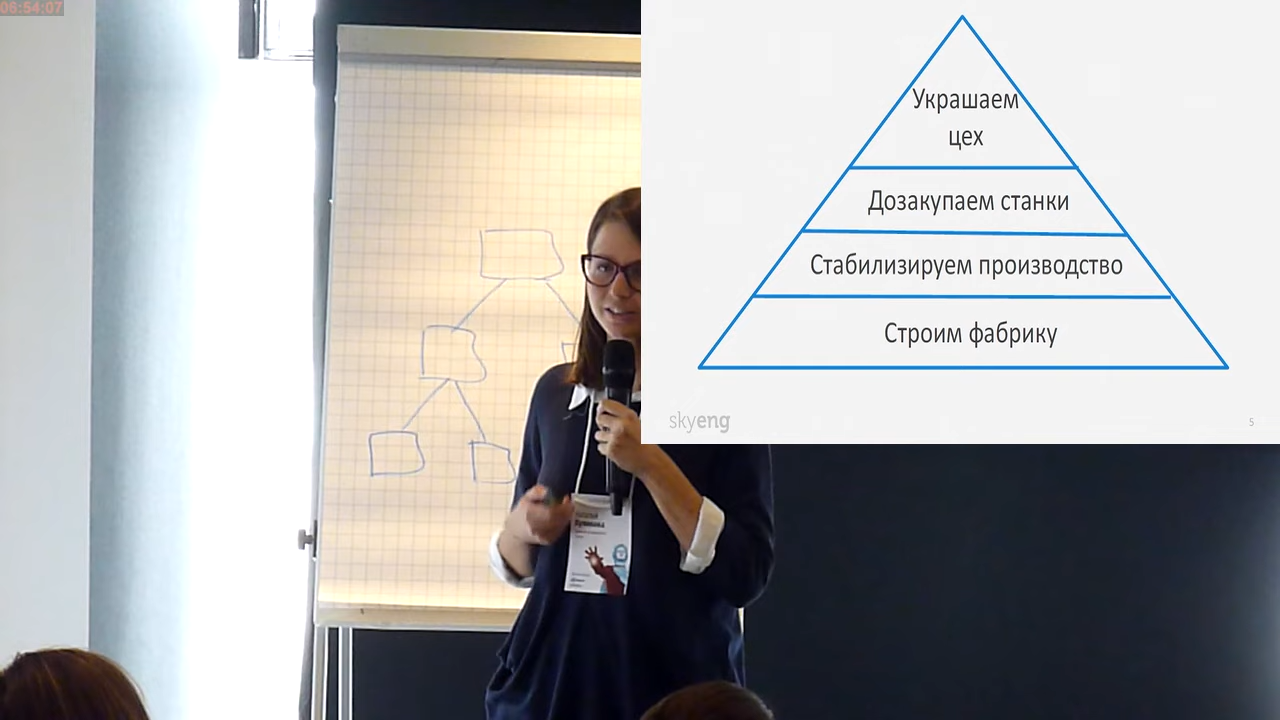 06:54:07
Украшаем
цех
Дозакупаем станки
Стабилизируем производство
Строим фабрику
skyeng
5